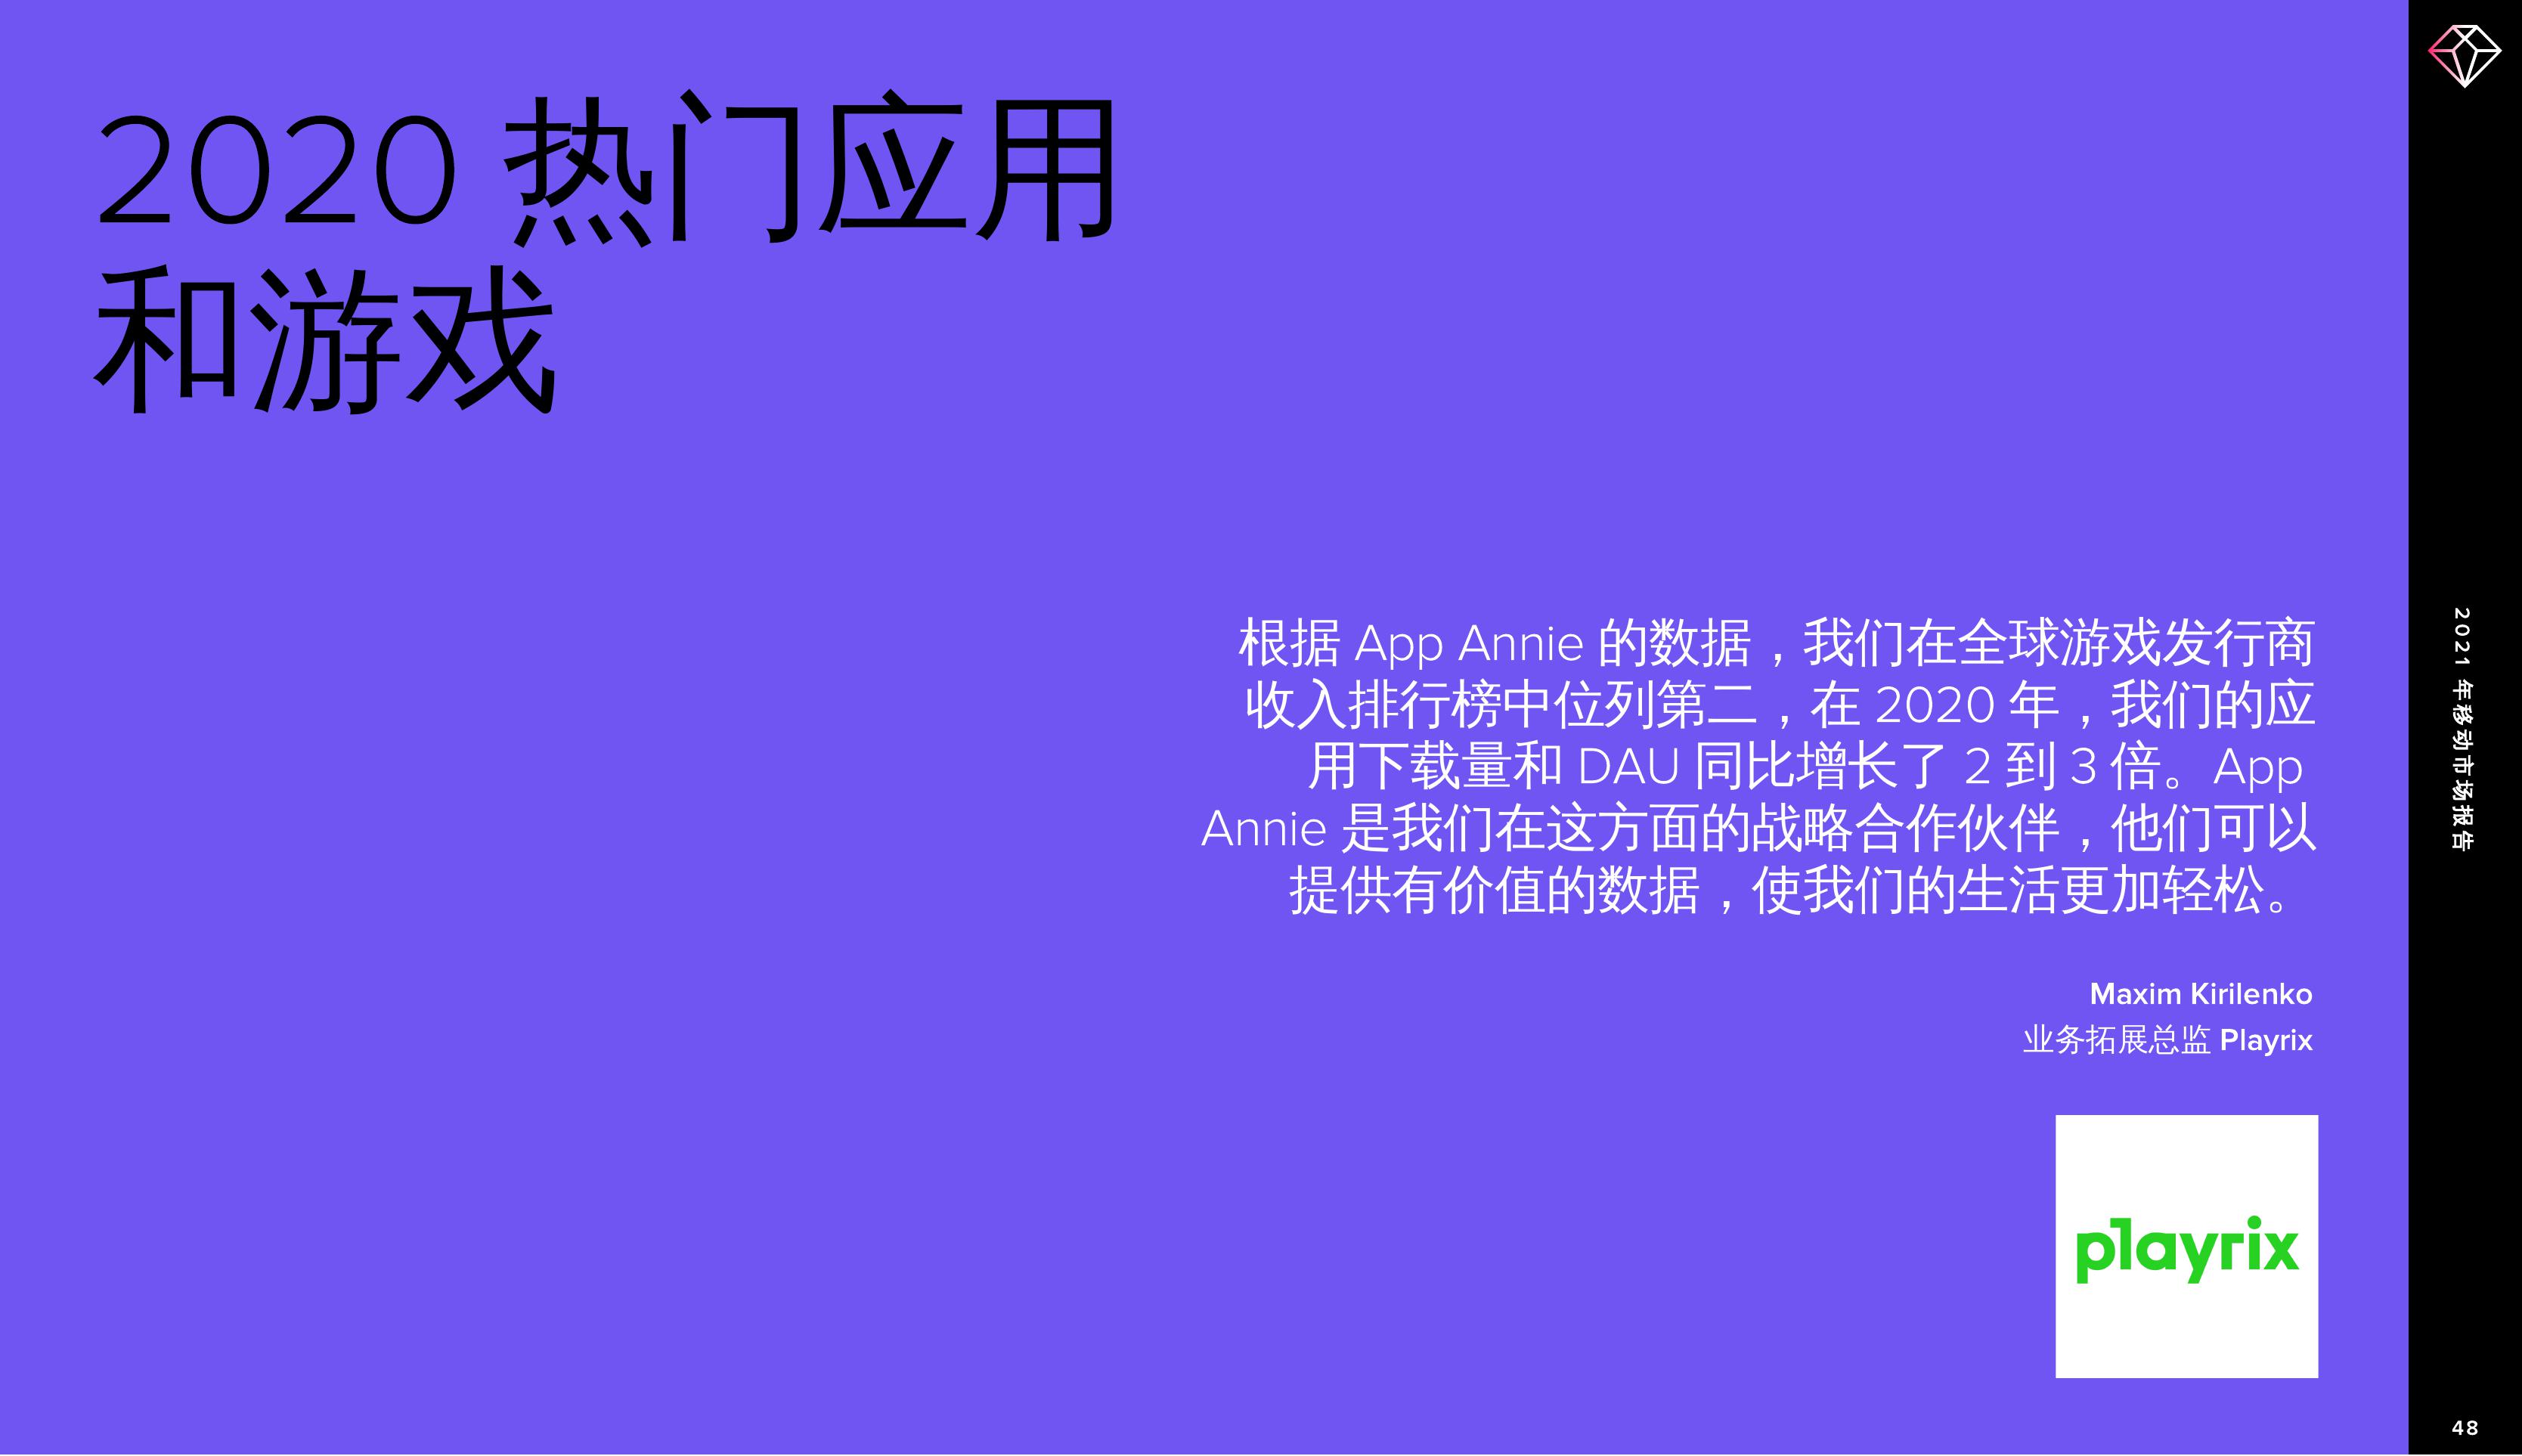 2020 热门应用
和游戏
根据 App Annie 的数据，我们在全球游戏发行商
收入排行榜中位列第二，在 2020 年，我们的应
用下载量和 DAU 同比增长了 2 到 3 倍。App
Annie 是我们在这方面的战略合作伙伴，他们可以
提供有价值的数据，使我们的生活更加轻松。
Maxim Kirilenko
业务拓展总监 Playrix
playrix
2021 年移动市场报告
48